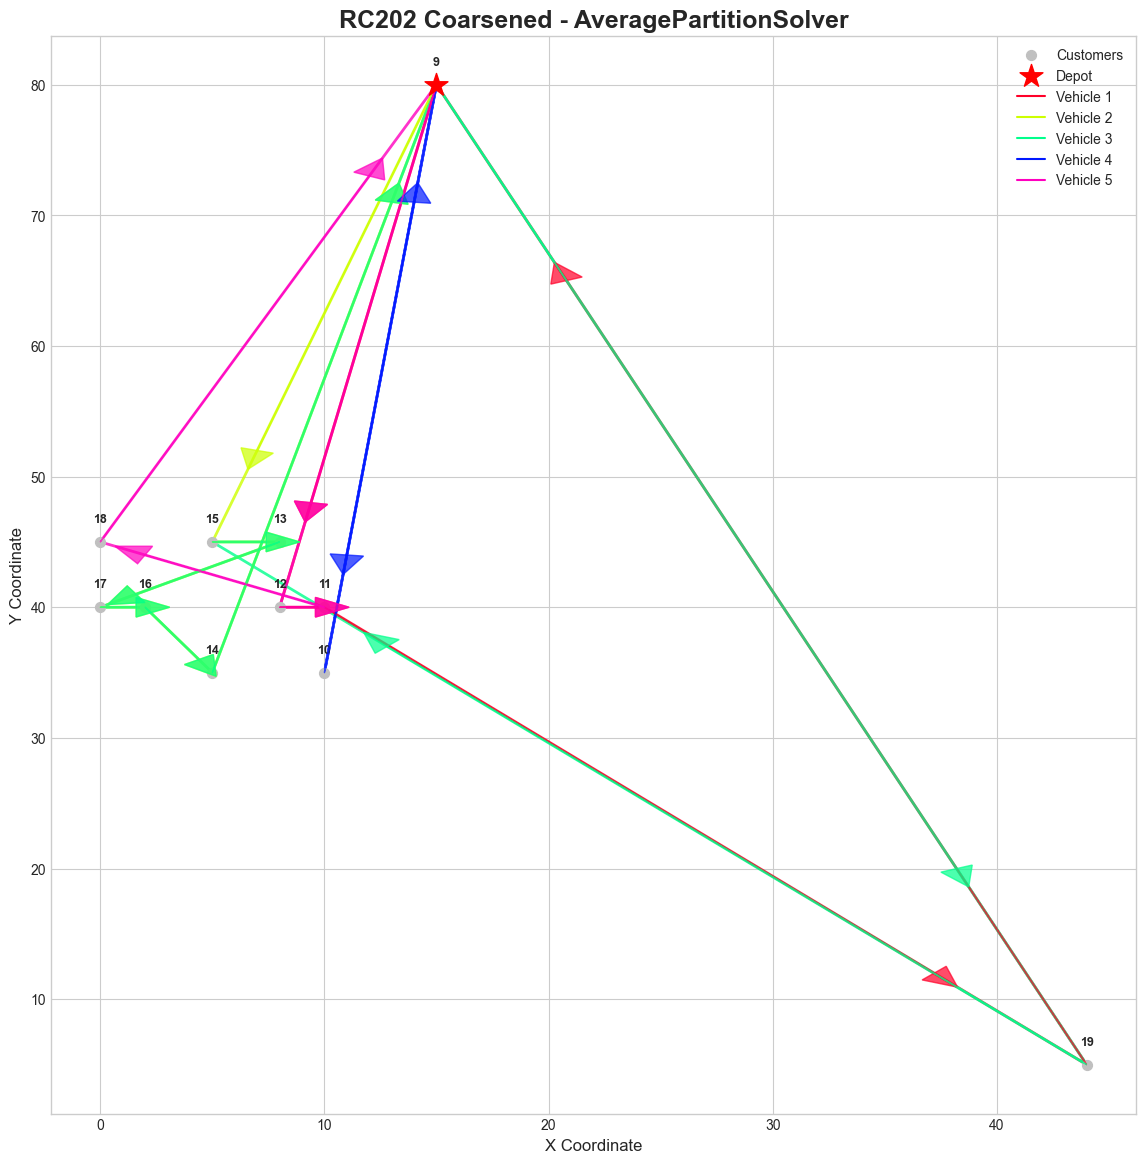 RC202 Coarsened - AveragePartitionSolver
Customers
Depot
Vehicle 1
Vehicle 2
Vehicle 3
Vehicle 4
Vehicle 5
9
80
70
60
50
18
15
13
17
16
12
11
40
14
10
30
20
10
19
0
10
20
30
40
Y Coordinate
X Coordinate